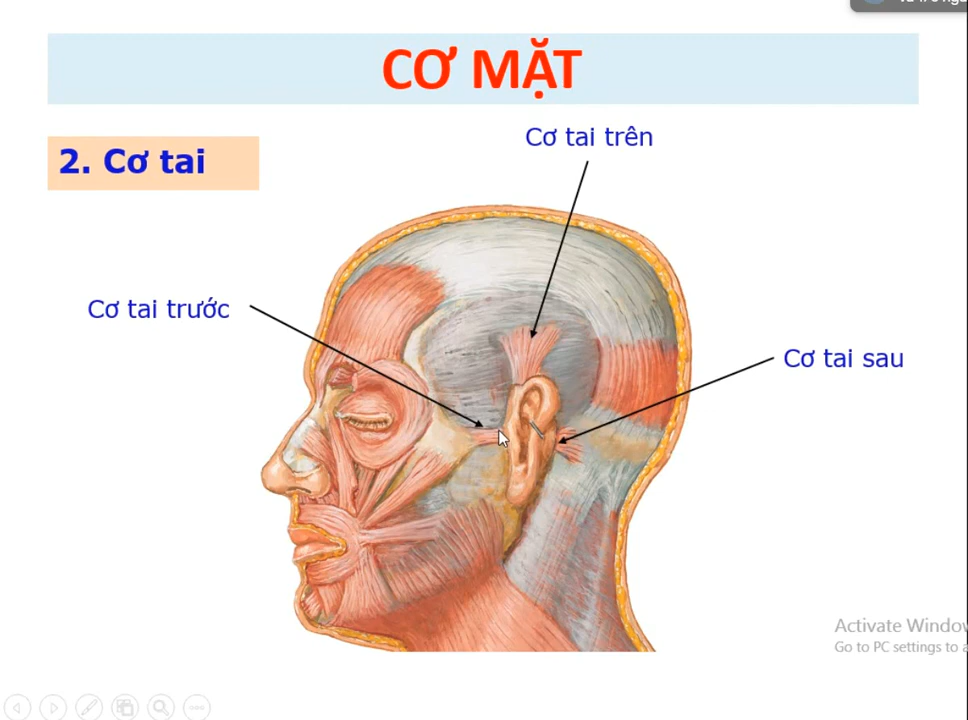 CƠ MẶT
2. Cơ tai
Cơ tai trên
Cơ tai trước
Cơ tai sau
Activate Window
Go to PC settings to a